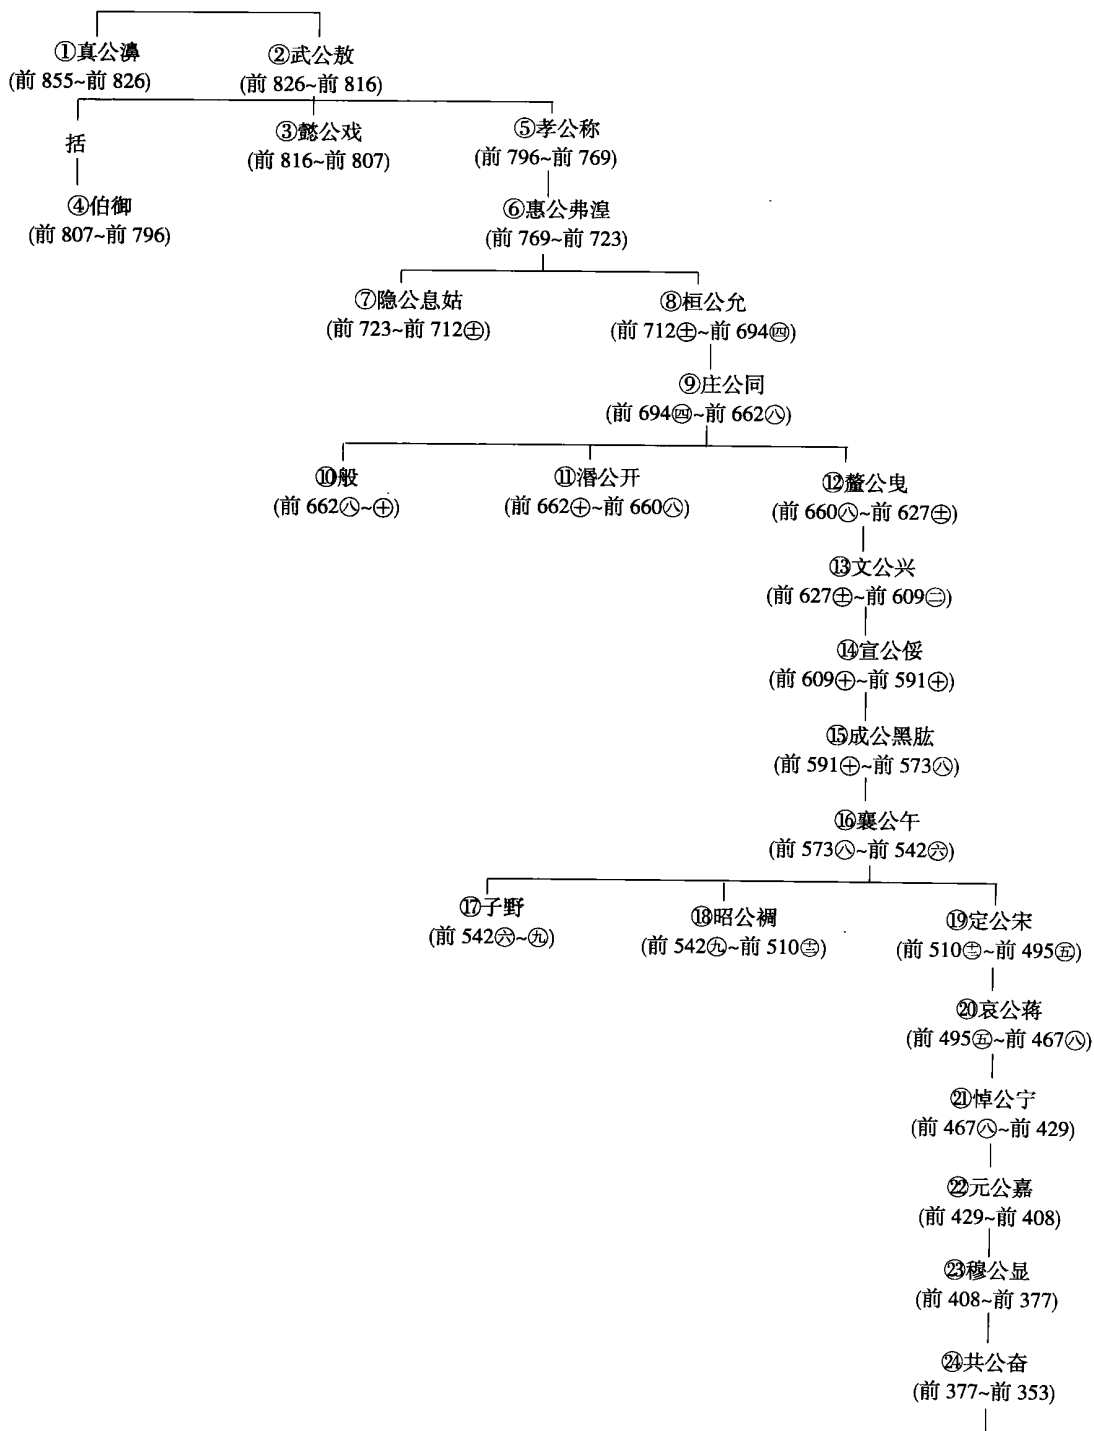 ①真公濞
②武公敖
(前 855~前 826)
(前 826~前 816)
括
③懿公戏
⑤孝公称
(前 816~前 807)
(前 796~前 769)
④伯御
⑥惠公弗湟
(前 807~前 796)
(前 769~前 723)
⑦隐公息姑
⑧桓公允
(前 723~前 712㊏)
(前 712㊏~前 694㊃)
⑨庄公同
(前 694㊃~前 662㊇)
⑩般
⑪湣公开
⑫釐公曳
(前 662㊇~㊉)
(前 662㊉~前 660㊇)
(前 660㊇~前 627㊏)
⑬文公兴
(前 627㊏~前 609㊁)
⑭宣公俀
(前 609㊉~前 591㊉)
⑮成公黑肱
(前 591㊉~前 573㊇)
⑯襄公午
(前 573㊇~前 542㊅)
⑰子野
⑱昭公裯
⑲定公宋
(前 542㊅~㊈)
(前 542㊈~前 510㊓)
(前 510㊓~前 495㊄)
⑳哀公蒋
(前 495㊄~前 467㊇)
㉑悼公宁
(前 467㊇~前 429)
㉒元公嘉
(前 429~前 408)
㉓穆公显
(前 408~前 377)
㉔共公奋
(前 377~前 353)